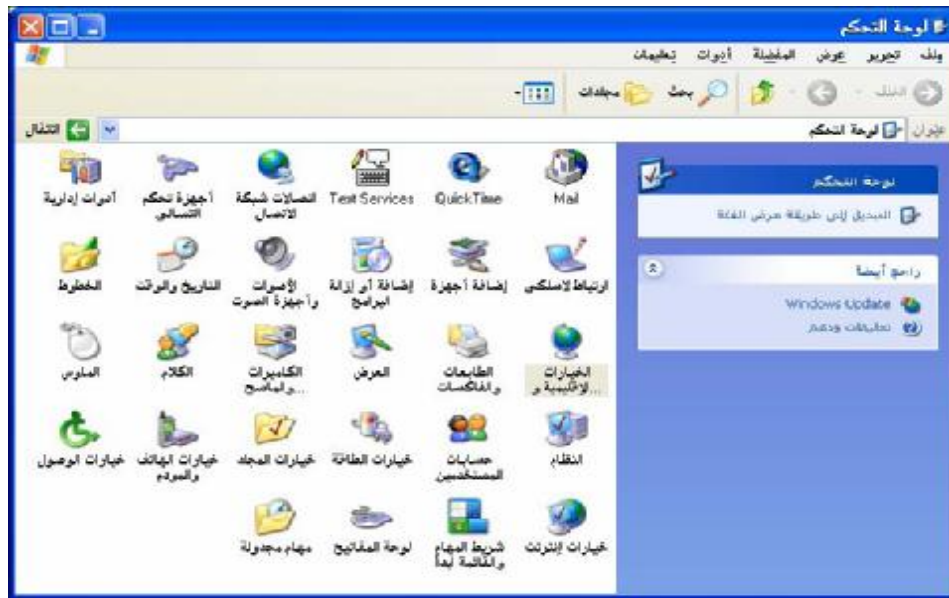 لوحة التحكم
ملف تحرير عرض المفضلة أدوات تعليمات
الخلف بحث مجلدات
عنوان لوحة التحكم انتقال
لوحة التحكم
التبديل إلى طريقة عرض الفئة
راجع أيضا
Windows Update
تعليمات ودعم
Mail
QuickTime
Text Services
اتصالات شبكة
الاتصال
أجهزة تحكم
التسالي
أدوات إدارية
ارتباط لاسلكي
إضافة أجهزة
إضافة أو إزالة
البرامج
الأصوات
وأجهزة الصوت
التاريخ والوقت
الخطوط
الخيارات
الإقليمية و...
الطابعات
والفاكسات
العرض
الكاميرات
والماسح...
الكلام
الماوس
النظام
حسابات
المستخدمين
خيارات الطاقة
خيارات المجلد
خيارات الهاتف
والمودم
خيارات الوصول
خيارات إنترنت
شريط المهام
والقائمة ابدأ
لوحة المفاتيح
مهام مجدولة